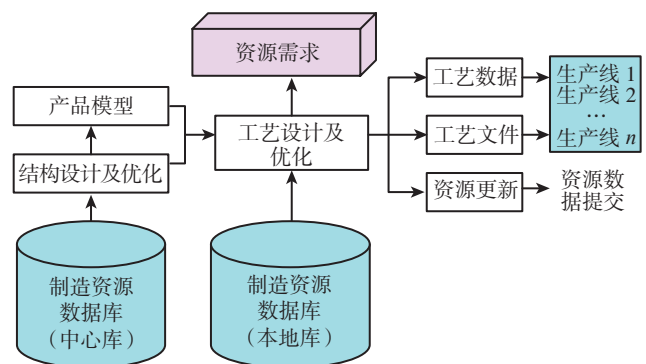 资源需求
产品模型
结构设计及优化
工艺设计及
优化
工艺数据
工艺文件
资源更新
生产线 1
生产线 2
…
生产线 n
资源数
据提交
制造资源
数据库
（中心库）
制造资源
数据库
（本地库）